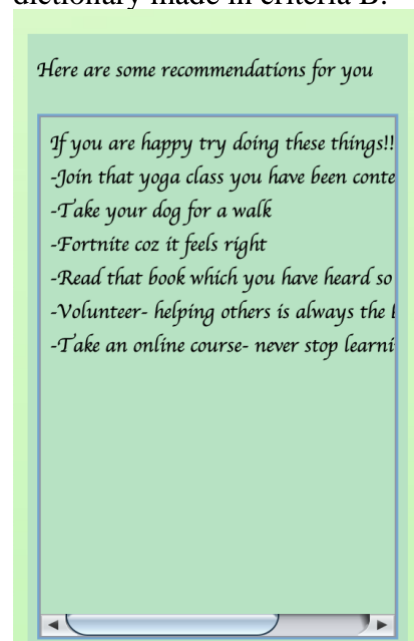 dictionary made in criteria B.
Here are some recommendations for you
If you are happy try doing these things!!
-Join that yoga class you have been conte
-Take your dog for a walk
-Fortnite coz it feels right
-Read that book which you have heard so
-Volunteer- helping others is always the
-Take an online course- never stop learni